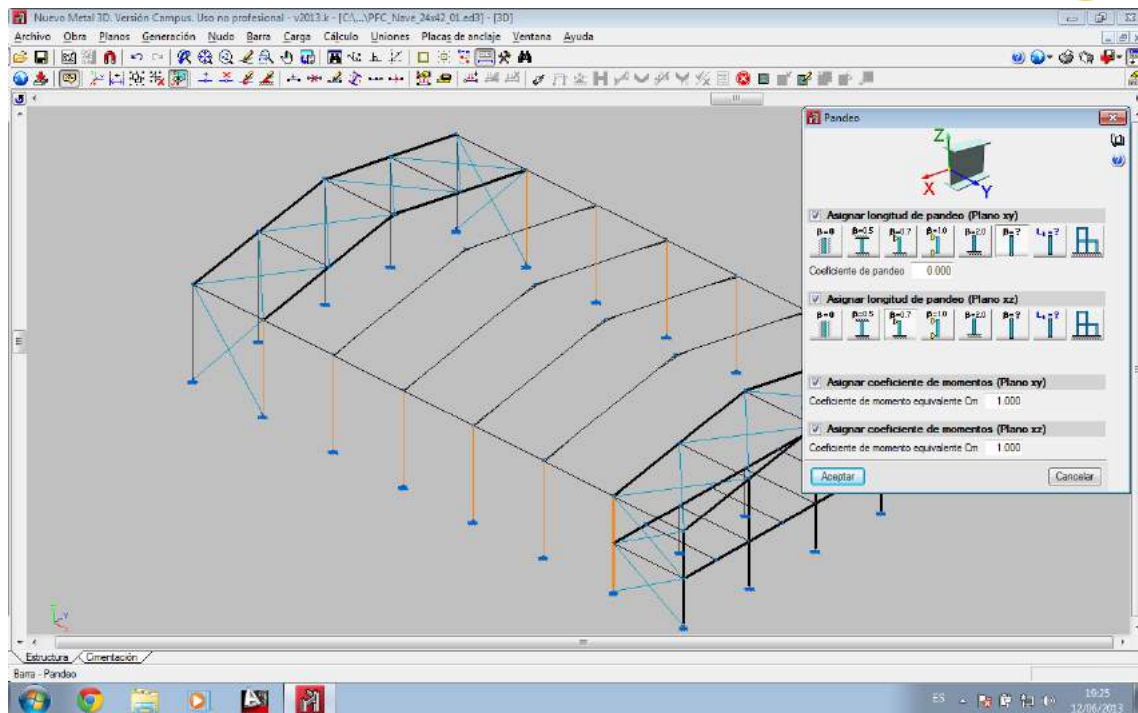 Nuevo Metal 3D. Versión Campus. Uso no profesional - v2013.k - [C:\...\PFC_Nave_24x42_01.ed3] - [3D]
Archivo Obra Planos Generación Nudo Barra Carga Cálculo Uniones Placas de anclaje Ventana Ayuda
Pandeo
Z
X Y
Asignar longitud de pandeo (Plano xy)
β=0 β=0.5 β=0.7 β=1.0 β=2.0 β=? Lk=?
Coeficiente de pandeo 0.000
Asignar longitud de pandeo (Plano xz)
β=0 β=0.5 β=0.7 β=1.0 β=2.0 β=? Lk=?
Asignar coeficiente de momentos (Plano xy)
Coeficiente de momento equivalente Cm 1.000
Asignar coeficiente de momentos (Plano xz)
Coeficiente de momento equivalente Cm 1.000
Aceptar Cancelar
Estructura Cimentación
Barra - Pandeo
ES 19:25
12/06/2013